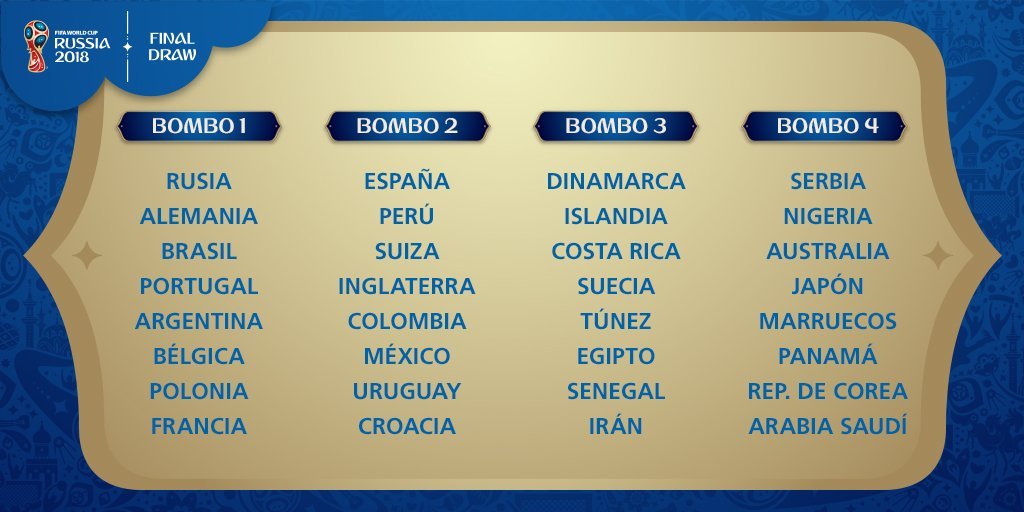 FIFA WORLD CUP
RUSSIA
2018
FINAL
DRAW
BOMBO 1
RUSIA
ALEMANIA
BRASIL
PORTUGAL
ARGENTINA
BÉLGICA
POLONIA
FRANCIA
BOMBO 2
ESPAÑA
PERÚ
SUIZA
INGLATERRA
COLOMBIA
MÉXICO
URUGUAY
CROACIA
BOMBO 3
DINAMARCA
ISLANDIA
COSTA RICA
SUECIA
TÚNEZ
EGIPTO
SENEGAL
IRÁN
BOMBO 4
SERBIA
NIGERIA
AUSTRALIA
JAPÓN
MARRUECOS
PANAMÁ
REP. DE COREA
ARABIA SAUDÍ